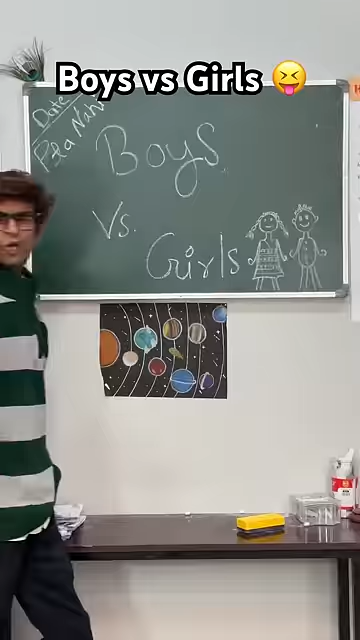 Boys vs Girls 😝
Date
Pta Nahi
Boys
Vs.
Girls